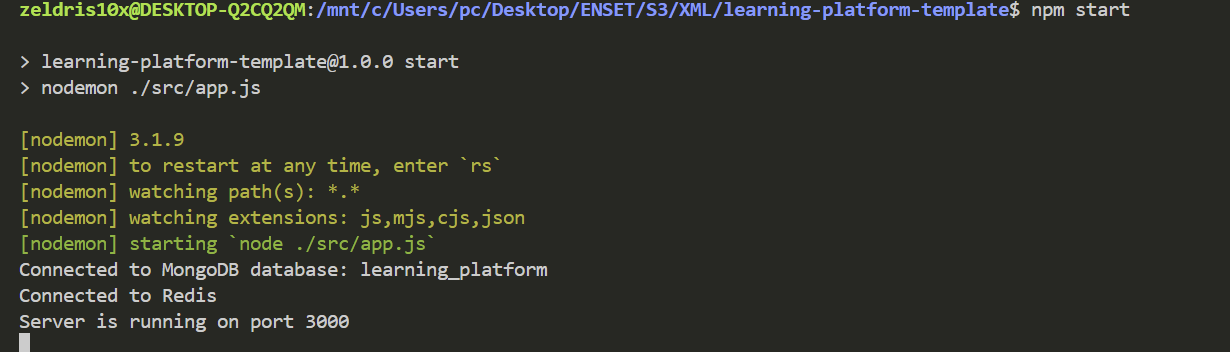 zeldris10x@DESKTOP-Q2CQ2QM:/mnt/c/Users/pc/Desktop/ENSET/S3/XML/learning-platform-template$ npm start
> learning-platform-template@1.0.0 start
> nodemon ./src/app.js
[nodemon] 3.1.9
[nodemon] to restart at any time, enter `rs`
[nodemon] watching path(s): *.*
[nodemon] watching extensions: js,mjs,cjs,json
[nodemon] starting `node ./src/app.js`
Connected to MongoDB database: learning_platform
Connected to Redis
Server is running on port 3000